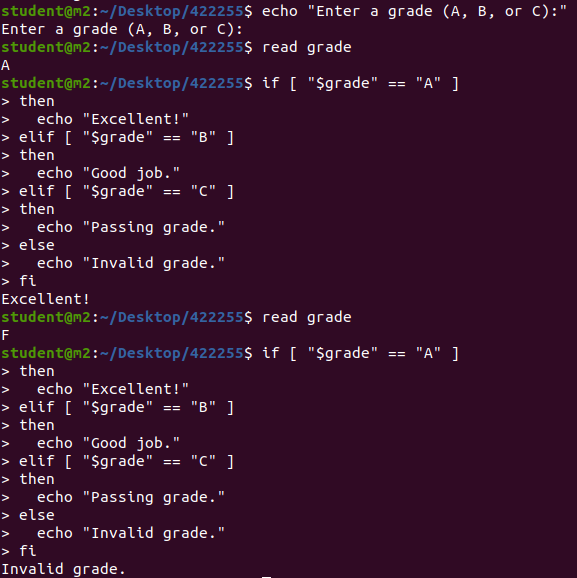 student@m2:~/Desktop/422255$ echo "Enter a grade (A, B, or C):"
Enter a grade (A, B, or C):
student@m2:~/Desktop/422255$ read grade
A
student@m2:~/Desktop/422255$ if [ "$grade" == "A" ]
> then
>   echo "Excellent!"
> elif [ "$grade" == "B" ]
> then
>   echo "Good job."
> elif [ "$grade" == "C" ]
> then
>   echo "Passing grade."
> else
>   echo "Invalid grade."
> fi
Excellent!
student@m2:~/Desktop/422255$ read grade
F
student@m2:~/Desktop/422255$ if [ "$grade" == "A" ]
> then
>   echo "Excellent!"
> elif [ "$grade" == "B" ]
> then
>   echo "Good job."
> elif [ "$grade" == "C" ]
> then
>   echo "Passing grade."
> else
>   echo "Invalid grade."
> fi
Invalid grade.